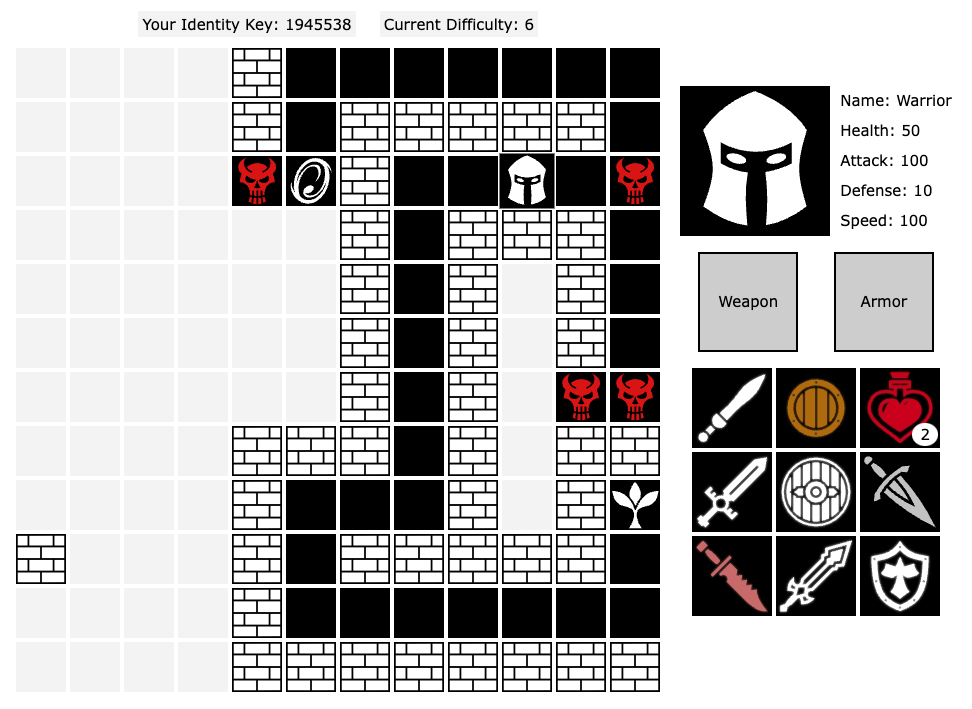 Your Identity Key: 1945538
Current Difficulty: 6
Name: Warrior
Health: 50
Attack: 100
Defense: 10
Speed: 100
Weapon
Armor
2